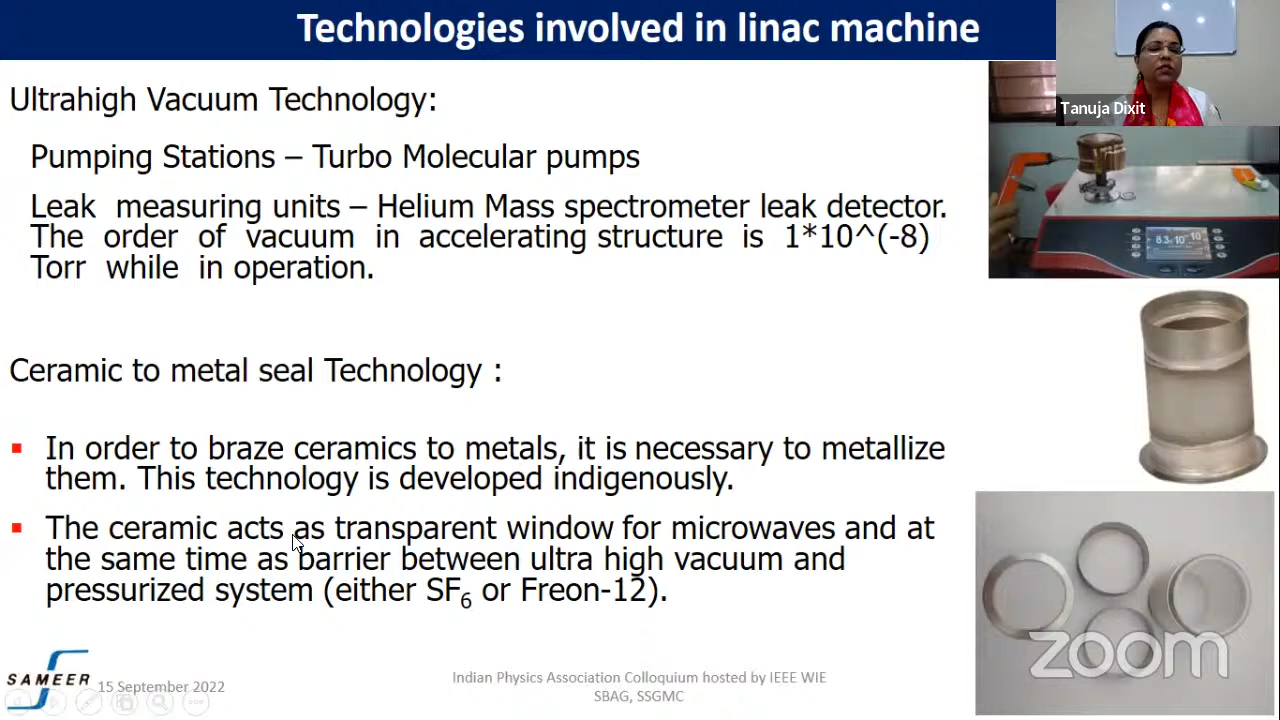 Technologies involved in linac machine
Tanuja Dixit
Ultrahigh Vacuum Technology:
Pumping Stations – Turbo Molecular pumps
Leak measuring units – Helium Mass spectrometer leak detector.
The order of vacuum in accelerating structure is 1*10^(-8)
Torr while in operation.
8.3x10⁻¹⁰
Ceramic to metal seal Technology :
▪ In order to braze ceramics to metals, it is necessary to metallize
them. This technology is developed indigenously.
▪ The ceramic acts as transparent window for microwaves and at
the same time as barrier between ultra high vacuum and
pressurized system (either SF₆ or Freon-12).
zoom
SAMEER
15 September 2022
Indian Physics Association Colloquium hosted by IEEE WIE
SBAG, SSGMC